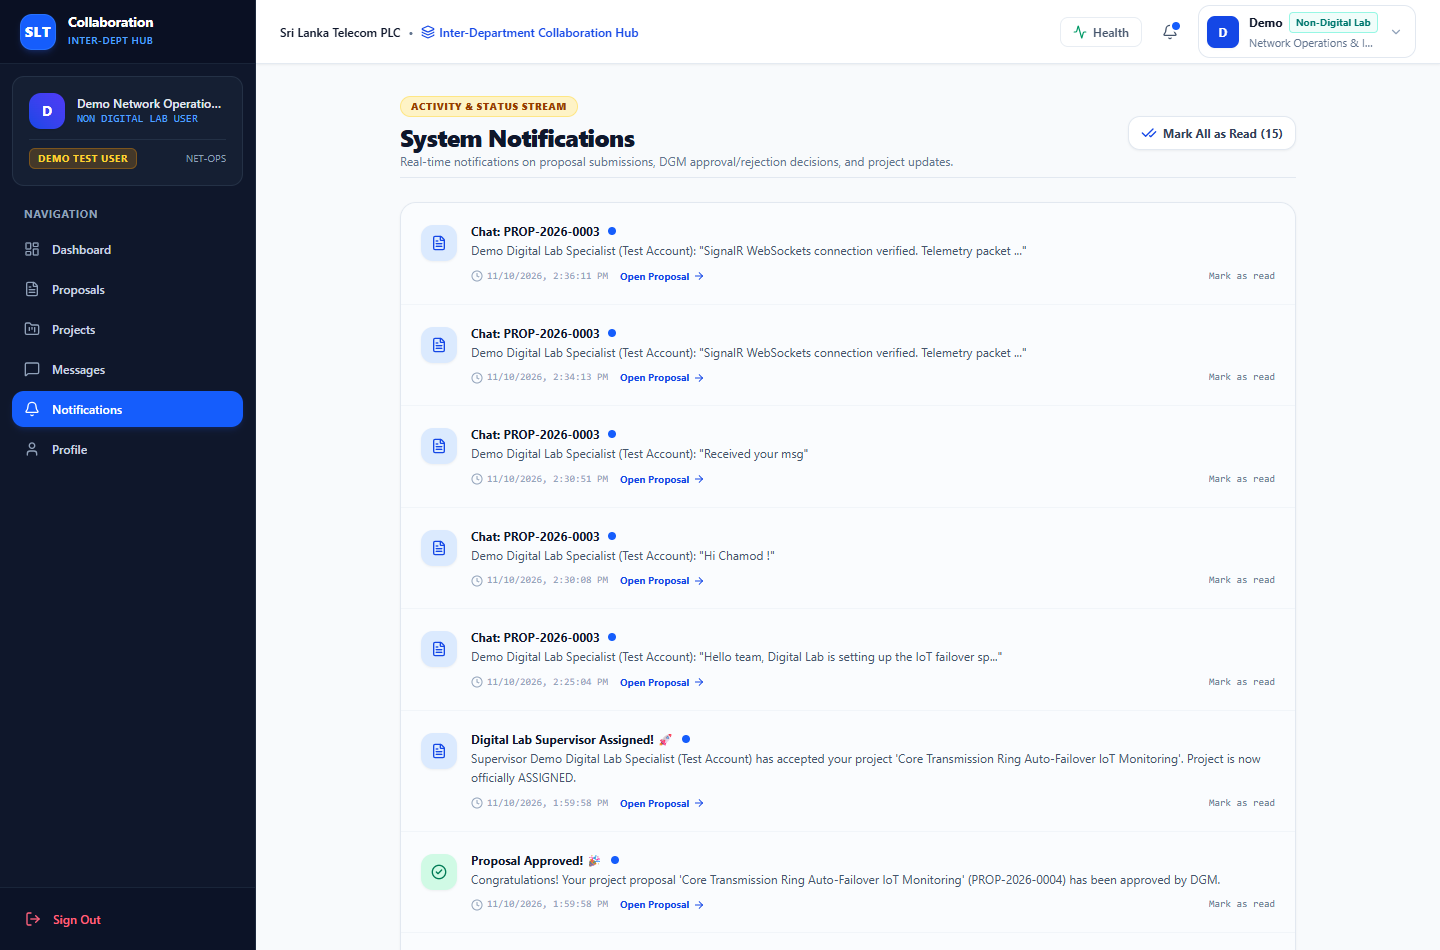 SLT
Collaboration
INTER-DEPT HUB
D
Demo Network Operatio...
NON DIGITAL LAB USER
DEMO TEST USER
NET-OPS
NAVIGATION
Dashboard
Proposals
Projects
Messages
Notifications
Profile
Sign Out
Sri Lanka Telecom PLC • Inter-Department Collaboration Hub
Health
D
Demo Non-Digital Lab
Network Operations & I...
ACTIVITY & STATUS STREAM
System Notifications
Real-time notifications on proposal submissions, DGM approval/rejection decisions, and project updates.
Mark All as Read (15)
Chat: PROP-2026-0003
Demo Digital Lab Specialist (Test Account): "SignalR WebSockets connection verified. Telemetry packet ..."
11/10/2026, 2:36:11 PM Open Proposal → Mark as read
Chat: PROP-2026-0003
Demo Digital Lab Specialist (Test Account): "SignalR WebSockets connection verified. Telemetry packet ..."
11/10/2026, 2:34:13 PM Open Proposal → Mark as read
Chat: PROP-2026-0003
Demo Digital Lab Specialist (Test Account): "Received your msg"
11/10/2026, 2:30:51 PM Open Proposal → Mark as read
Chat: PROP-2026-0003
Demo Digital Lab Specialist (Test Account): "Hi Chamod !"
11/10/2026, 2:30:08 PM Open Proposal → Mark as read
Chat: PROP-2026-0003
Demo Digital Lab Specialist (Test Account): "Hello team, Digital Lab is setting up the IoT failover sp..."
11/10/2026, 2:25:04 PM Open Proposal → Mark as read
Digital Lab Supervisor Assigned! 🚀
Supervisor Demo Digital Lab Specialist (Test Account) has accepted your project 'Core Transmission Ring Auto-Failover IoT Monitoring'. Project is now
officially ASSIGNED.
11/10/2026, 1:59:58 PM Open Proposal → Mark as read
Proposal Approved! 🎉
Congratulations! Your project proposal 'Core Transmission Ring Auto-Failover IoT Monitoring' (PROP-2026-0004) has been approved by DGM.
11/10/2026, 1:59:58 PM Open Proposal → Mark as read